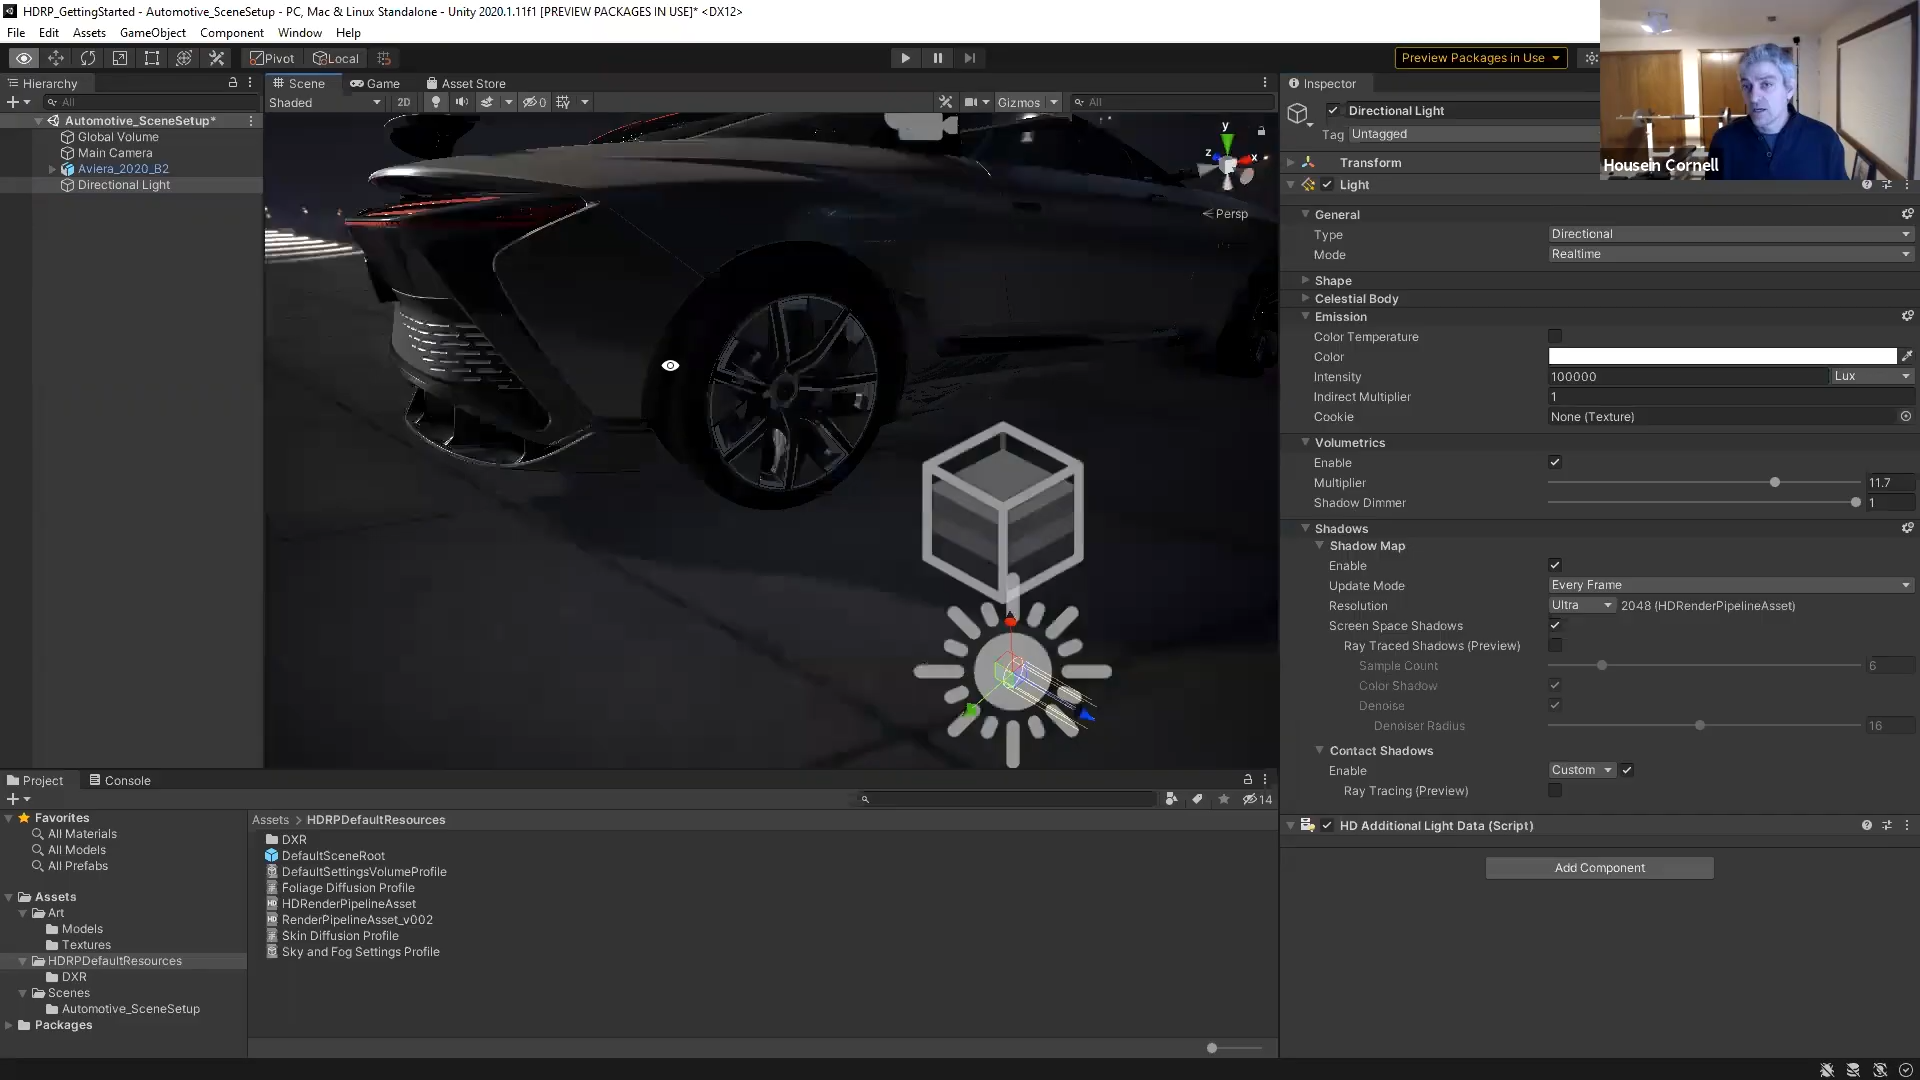 HDRP_GettingStarted - Automotive_SceneSetup - PC, Mac & Linux Standalone - Unity 2020.1.11f1 [PREVIEW PACKAGES IN USE]* <DX12>
File Edit Assets GameObject Component Window Help
Pivot Local Preview Packages in Use
Hierarchy
All
Automotive_SceneSetup*
Global Volume
Main Camera
Aviera_2020_B2
Directional Light
Scene Game Asset Store
Shaded 2D 0 Gizmos All
y
z
x
Persp
Inspector
Directional Light
Tag Untagged
Transform
Housein Cornell
Light
General
Type Directional
Mode Realtime
Shape
Celestial Body
Emission
Color Temperature
Color
Intensity 100000 Lux
Indirect Multiplier 1
Cookie None (Texture)
Volumetrics
Enable
Multiplier 11.7
Shadow Dimmer 1
Shadows
Shadow Map
Enable
Update Mode Every Frame
Resolution Ultra 2048 (HDRenderPipelineAsset)
Screen Space Shadows
Ray Traced Shadows (Preview)
Sample Count 6
Color Shadow
Denoise
Denoiser Radius 16
Contact Shadows
Enable Custom
Ray Tracing (Preview)
HD Additional Light Data (Script)
Add Component
Project Console
14
Favorites
All Materials
All Models
All Prefabs
Assets
Art
Models
Textures
HDRPDefaultResources
DXR
Scenes
Automotive_SceneSetup
Packages
Assets > HDRPDefaultResources
DXR
DefaultSceneRoot
DefaultSettingsVolumeProfile
Foliage Diffusion Profile
HDRenderPipelineAsset
RenderPipelineAsset_v002
Skin Diffusion Profile
Sky and Fog Settings Profile